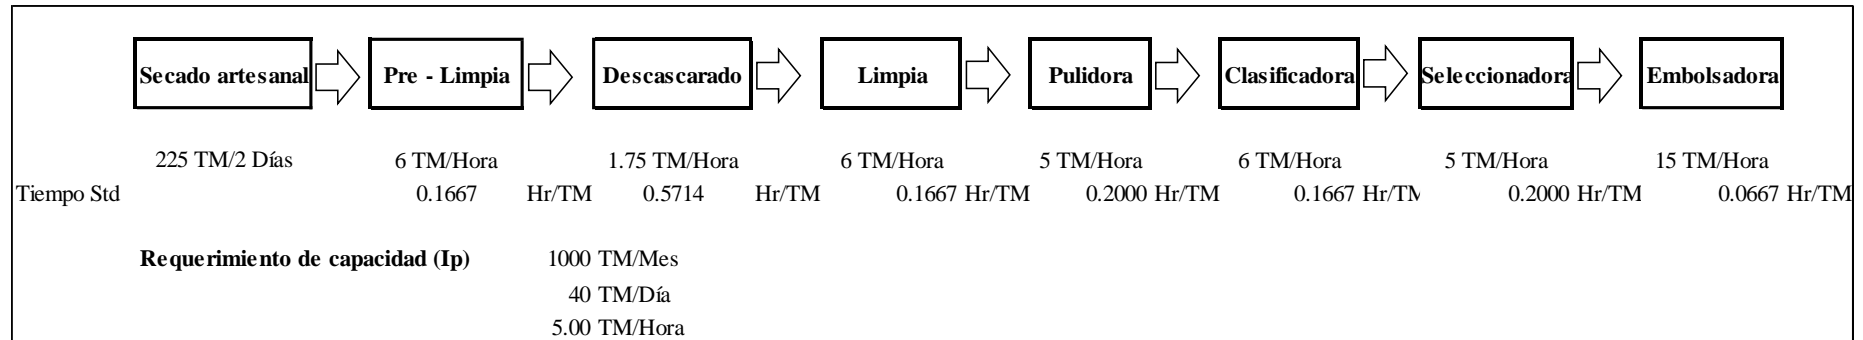 Secado artesanal Pre - Limpia Descascarado Limpia Pulidora Clasificadora Seleccionadora Embolsadora
225 TM/2 Días 6 TM/Hora 1.75 TM/Hora 6 TM/Hora 5 TM/Hora 6 TM/Hora 5 TM/Hora 15 TM/Hora
Tiempo Std 0.1667 Hr/TM 0.5714 Hr/TM 0.1667 Hr/TM 0.2000 Hr/TM 0.1667 Hr/TM 0.2000 Hr/TM 0.0667 Hr/TM
Requerimiento de capacidad (Ip) 1000 TM/Mes
40 TM/Día
5.00 TM/Hora